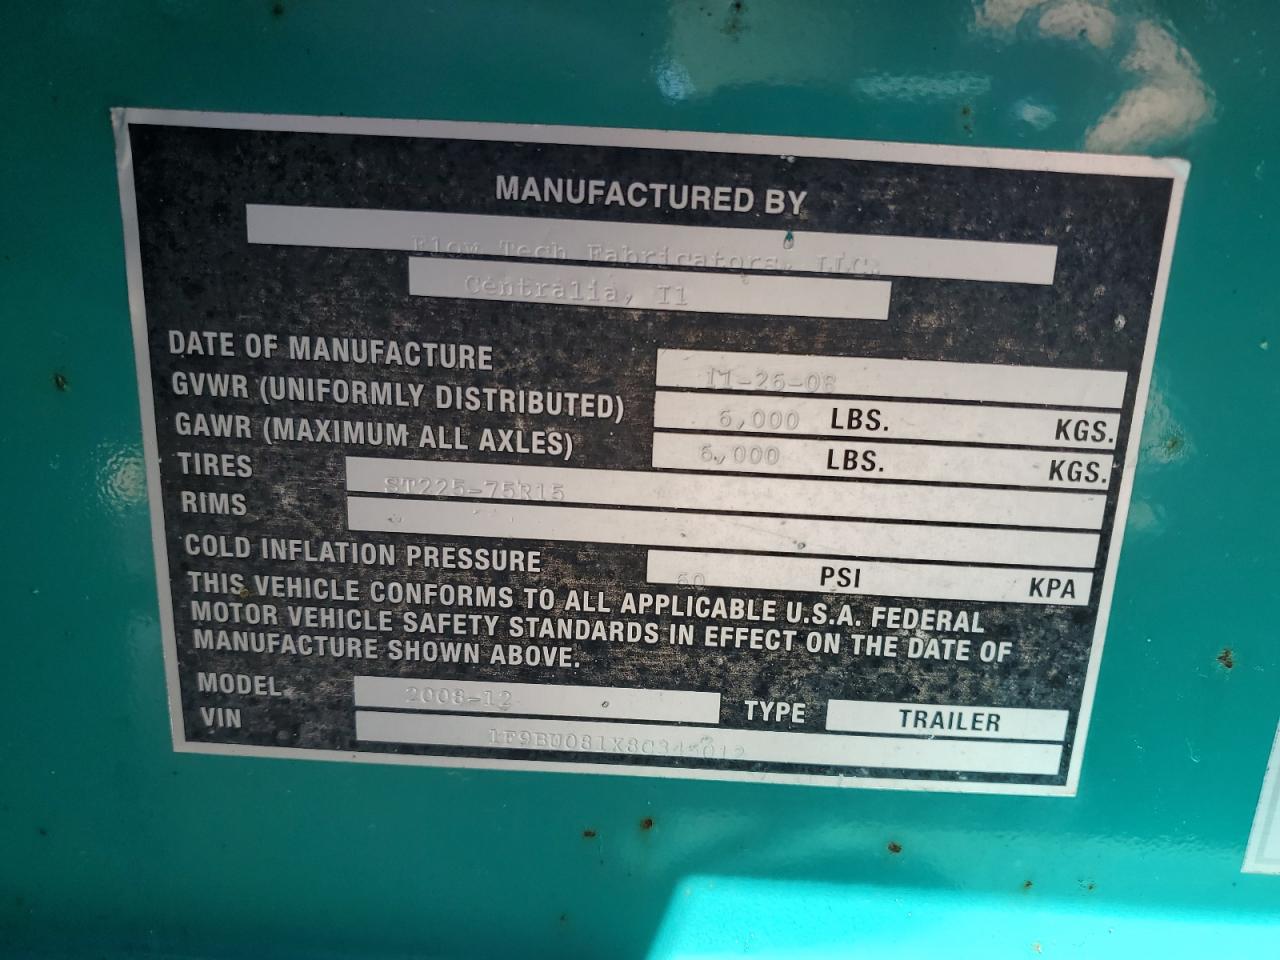 MANUFACTURED BY
Flow Tech Fabricators, LLC.
Centralia, Il
DATE OF MANUFACTURE 11-26-08
GVWR (UNIFORMLY DISTRIBUTED) 6,000 LBS. KGS.
GAWR (MAXIMUM ALL AXLES) 6,000 LBS. KGS.
TIRES ST225-75R15
RIMS
COLD INFLATION PRESSURE 60 PSI KPA
THIS VEHICLE CONFORMS TO ALL APPLICABLE U.S.A. FEDERAL
MOTOR VEHICLE SAFETY STANDARDS IN EFFECT ON THE DATE OF
MANUFACTURE SHOWN ABOVE.
MODEL 2008-12 TYPE TRAILER
VIN